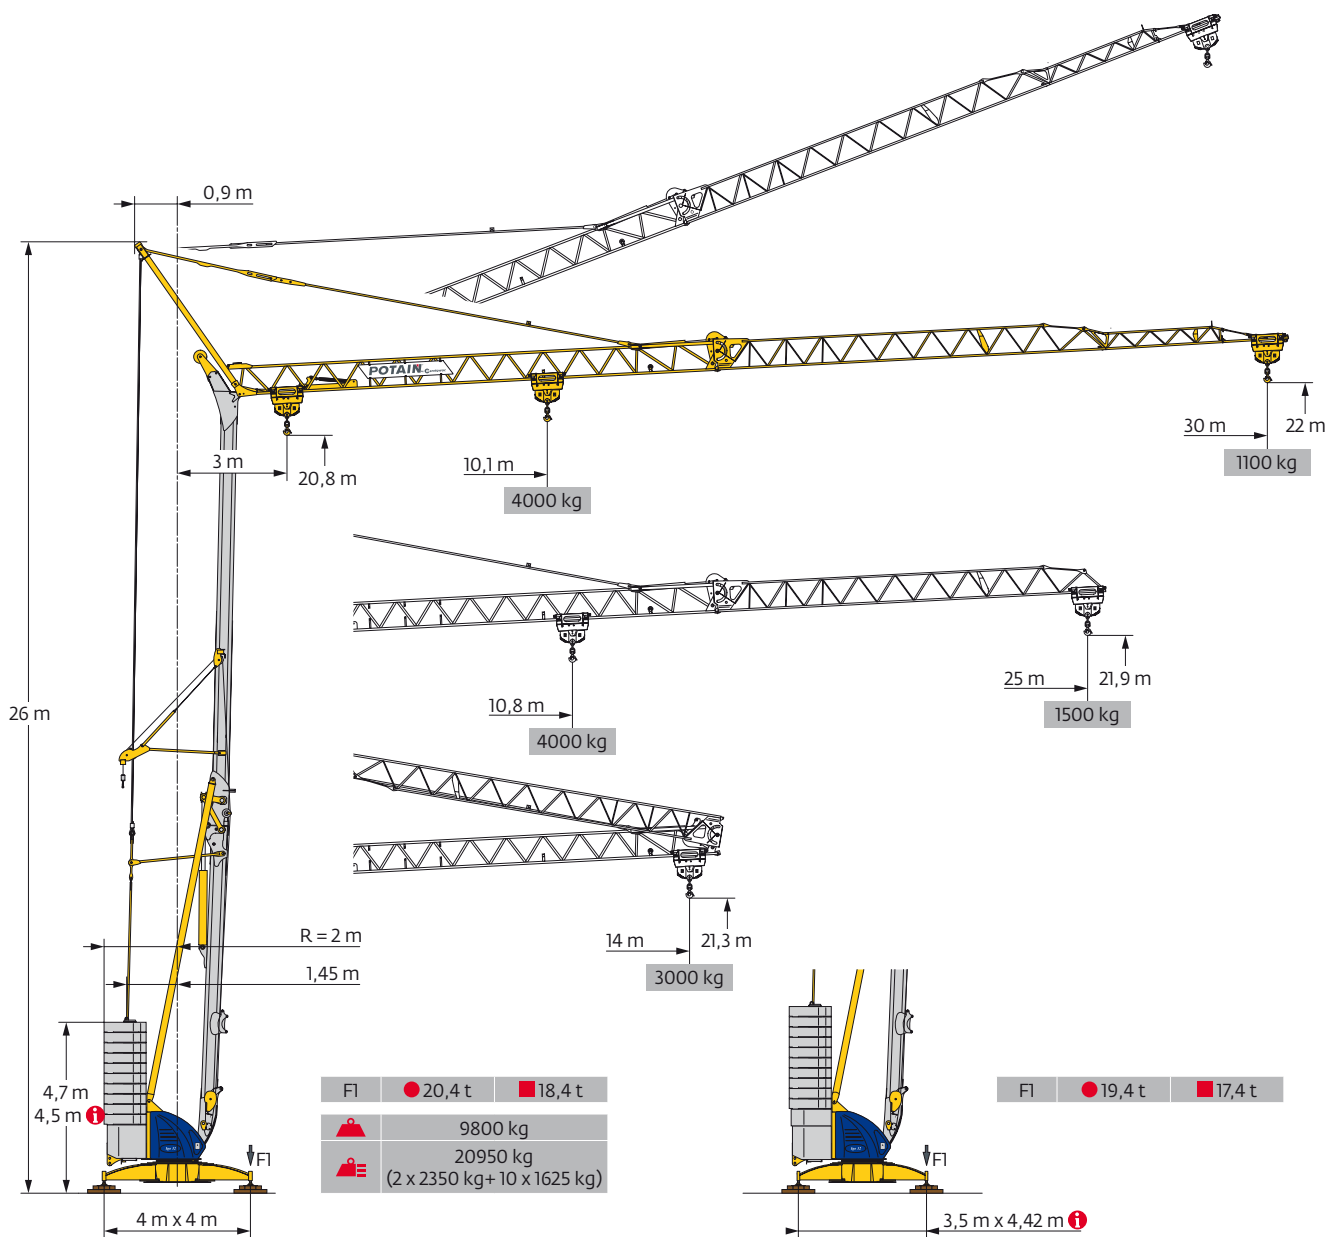 0,9 m
POTAIN
3 m
20,8 m
10,1 m
4000 kg
30 m
22 m
1100 kg
26 m
10,8 m
4000 kg
25 m
21,9 m
1500 kg
R = 2 m
1,45 m
14 m
21,3 m
3000 kg
4,7 m
4,5 m i
F1 20,4 t 18,4 t
9800 kg
20950 kg
(2 x 2350 kg+ 10 x 1625 kg)
F1
4 m x 4 m
F1 19,4 t 17,4 t
F1
3,5 m x 4,42 m i